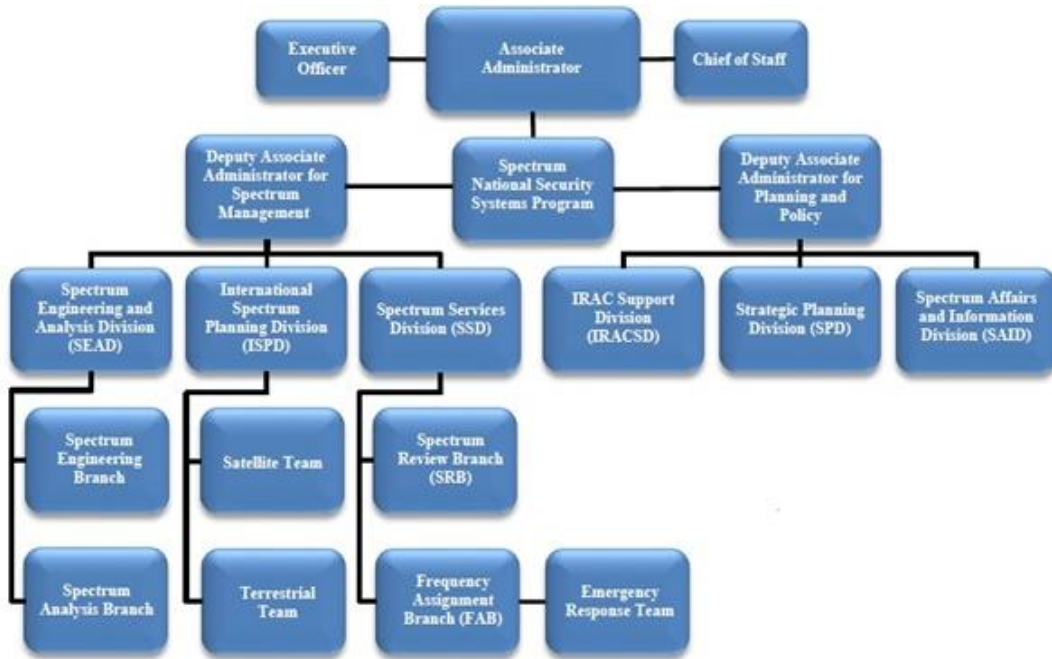 Executive
Officer
Associate
Administrator
Chief of Staff
Deputy Associate
Administrator for
Spectrum
Management
Spectrum
National Security
Systems Program
Deputy Associate
Administrator for
Planning and
Policy
Spectrum
Engineering and
Analysis Division
(SEAD)
International
Spectrum
Planning Division
(ISPD)
Spectrum Services
Division (SSD)
IRAC Support
Division
(IRACSD)
Strategic Planning
Division (SPD)
Spectrum Affairs
and Information
Division (SAID)
Spectrum
Engineering
Branch
Satellite Team
Spectrum
Review Branch
(SRB)
Spectrum
Analysis Branch
Terrestrial
Team
Frequency
Assignment
Branch (FAB)
Emergency
Response Team